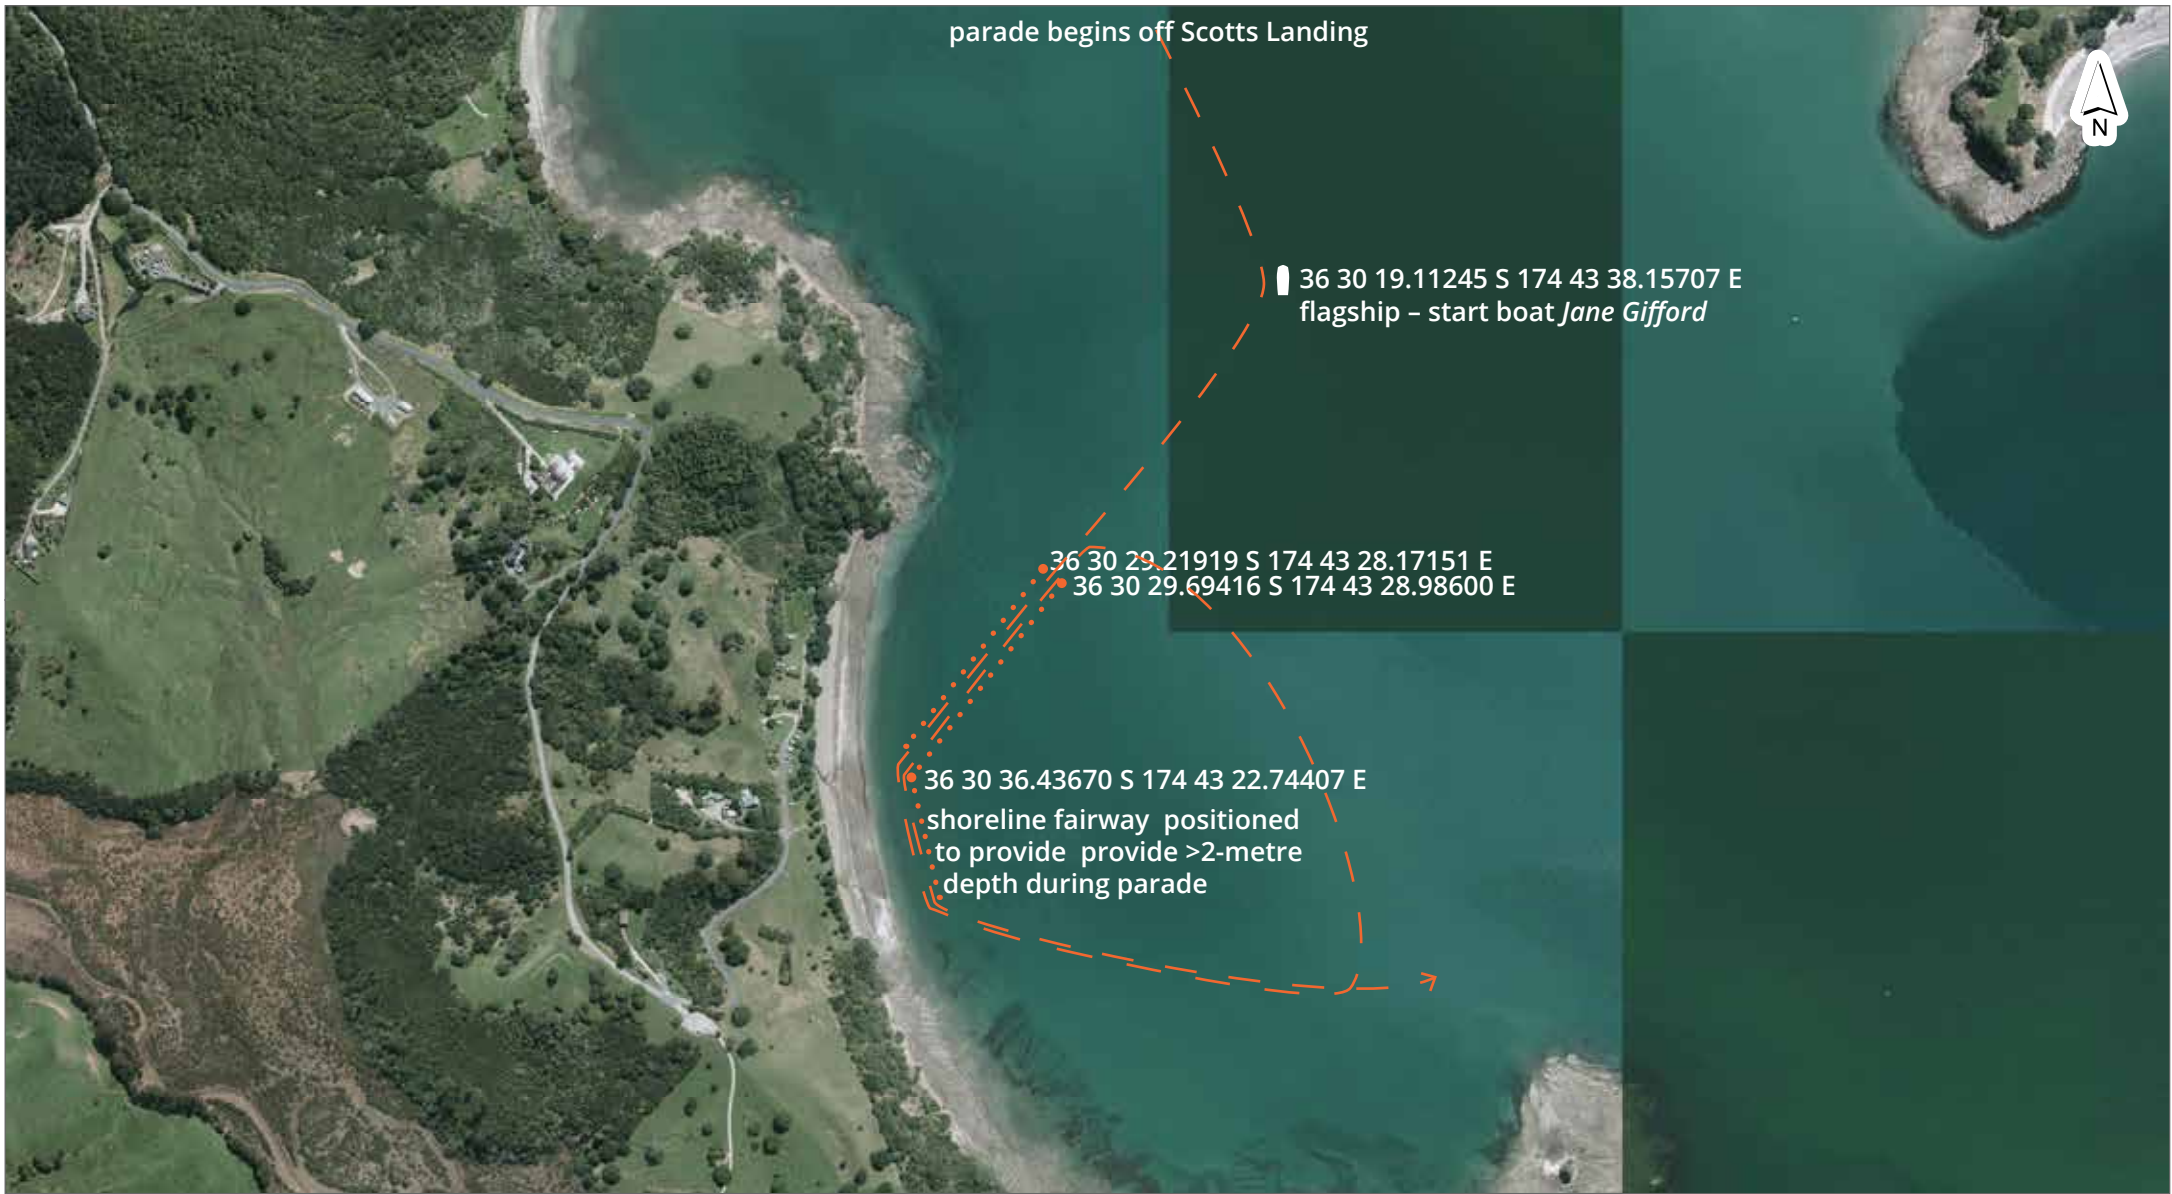 parade begins off Scotts Landing
N
36 30 19.11245 S 174 43 38.15707 E
flagship – start boat Jane Gifford
36 30 29.21919 S 174 43 28.17151 E
36 30 29.69416 S 174 43 28.98600 E
36 30 36.43670 S 174 43 22.74407 E
shoreline fairway positioned
to provide provide >2-metre
depth during parade